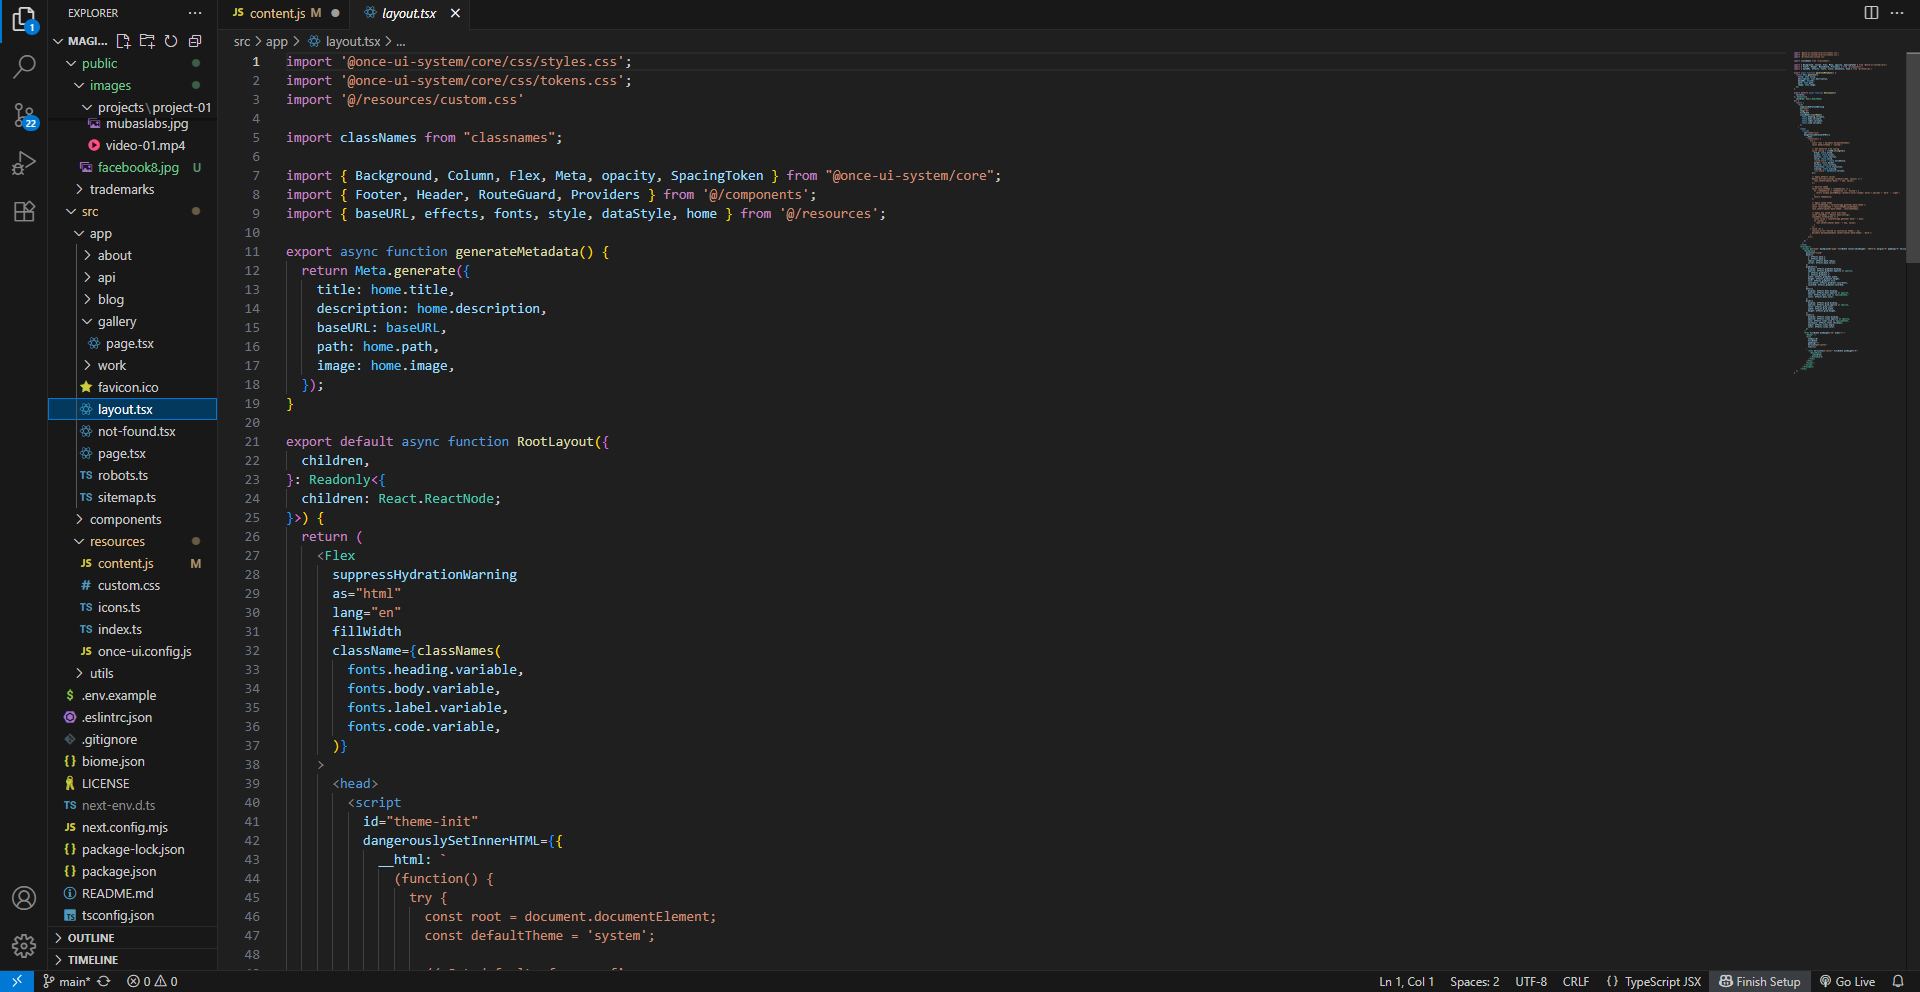 EXPLORER
MAGI...
public
images
projects\project-01
mubaslabs.jpg
video-01.mp4
facebook8.jpg U
trademarks
src
app
about
api
blog
gallery
page.tsx
work
favicon.ico
layout.tsx
not-found.tsx
page.tsx
TS robots.ts
TS sitemap.ts
components
resources
JS content.js M
# custom.css
TS icons.ts
TS index.ts
JS once-ui.config.js
utils
$ .env.example
.eslintrc.json
.gitignore
{} biome.json
LICENSE
TS next-env.d.ts
JS next.config.mjs
{} package-lock.json
{} package.json
README.md
TS tsconfig.json
OUTLINE
TIMELINE
1
22
JS content.js M
layout.tsx
src > app > layout.tsx > ...
1 import '@once-ui-system/core/css/styles.css';
2 import '@once-ui-system/core/css/tokens.css';
3 import '@/resources/custom.css'
4
5 import classNames from "classnames";
6
7 import { Background, Column, Flex, Meta, opacity, SpacingToken } from "@once-ui-system/core";
8 import { Footer, Header, RouteGuard, Providers } from '@/components';
9 import { baseURL, effects, fonts, style, dataStyle, home } from '@/resources';
10
11 export async function generateMetadata() {
12 return Meta.generate({
13 title: home.title,
14 description: home.description,
15 baseURL: baseURL,
16 path: home.path,
17 image: home.image,
18 });
19 }
20
21 export default async function RootLayout({
22 children,
23 }: Readonly<{
24 children: React.ReactNode;
25 }>) {
26 return (
27 <Flex
28 suppressHydrationWarning
29 as="html"
30 lang="en"
31 fillWidth
32 className={classNames(
33 fonts.heading.variable,
34 fonts.body.variable,
35 fonts.label.variable,
36 fonts.code.variable,
37 )}
38 >
39 <head>
40 <script
41 id="theme-init"
42 dangerouslySetInnerHTML={{
43 __html: `
44 (function() {
45 try {
46 const root = document.documentElement;
47 const defaultTheme = 'system';
48
main* 0 0
Ln 1, Col 1 Spaces: 2 UTF-8 CRLF {} TypeScript JSX Finish Setup Go Live